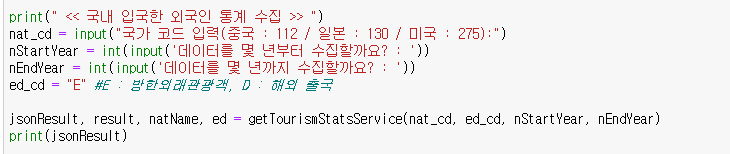 print(" << 국내 입국한 외국인 통계 수집 >> ")
nat_cd = input("국가 코드 입력(중국 : 112 / 일본 : 130 / 미국 : 275):")
nStartYear = int(input('데이터를 몇 년부터 수집할까요? : '))
nEndYear = int(input('데이터를 몇 년까지 수집할까요? : '))
ed_cd = "E" #E : 방한외래관광객, D : 해외 출국
jsonResult, result, natName, ed = getTourismStatsService(nat_cd, ed_cd, nStartYear, nEndYear)
print(jsonResult)